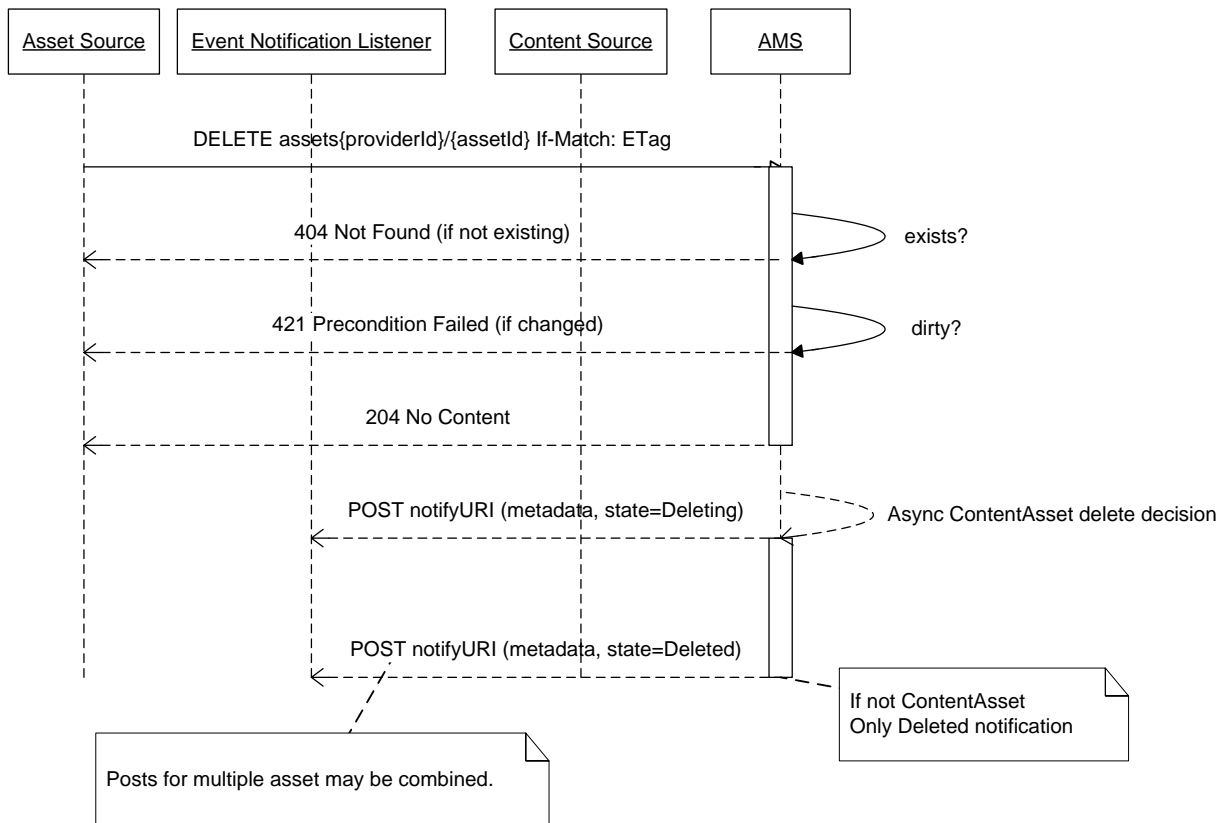 Asset Source
Event Notification Listener
Content Source
AMS
DELETE assets{providerId}/{assetId} If-Match: ETag
404 Not Found (if not existing)
exists?
421 Precondition Failed (if changed)
dirty?
204 No Content
POST notifyURI (metadata, state=Deleting)
Async ContentAsset delete decision
POST notifyURI (metadata, state=Deleted)
If not ContentAsset
Only Deleted notification
Posts for multiple asset may be combined.